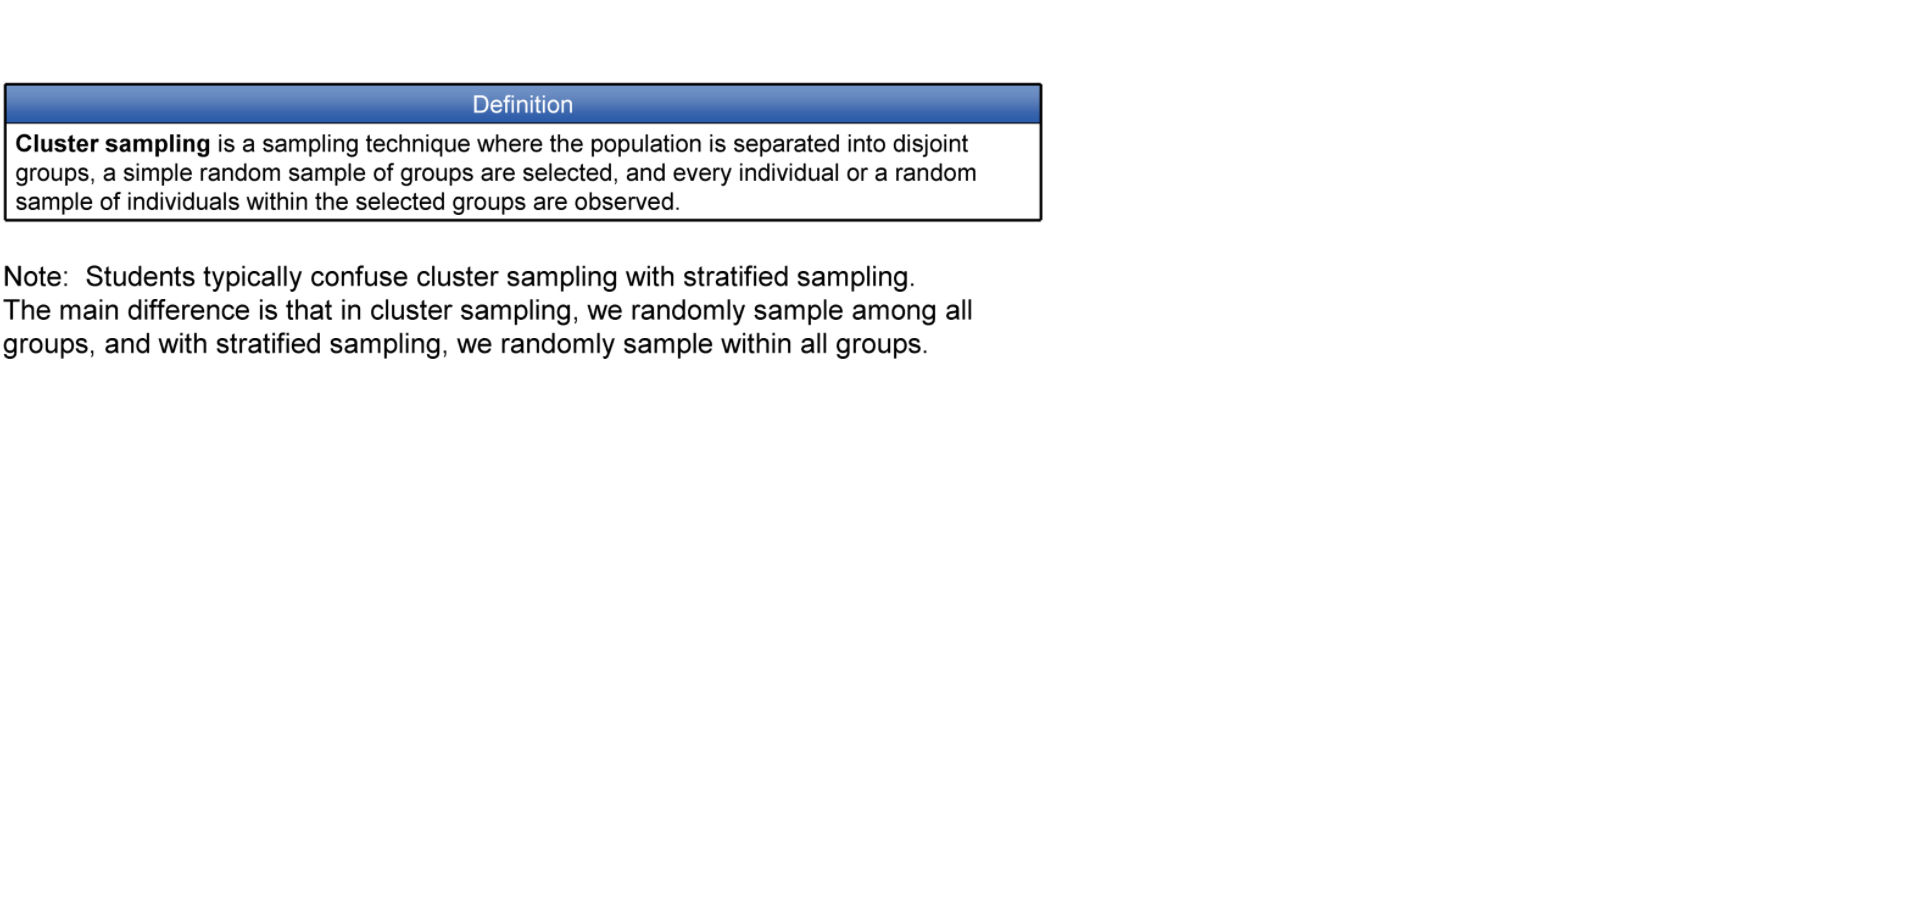 Definition
Cluster sampling is a sampling technique where the population is separated into disjoint
groups, a simple random sample of groups are selected, and every individual or a random
sample of individuals within the selected groups are observed.
Note:  Students typically confuse cluster sampling with stratified sampling.
The main difference is that in cluster sampling, we randomly sample among all
groups, and with stratified sampling, we randomly sample within all groups.